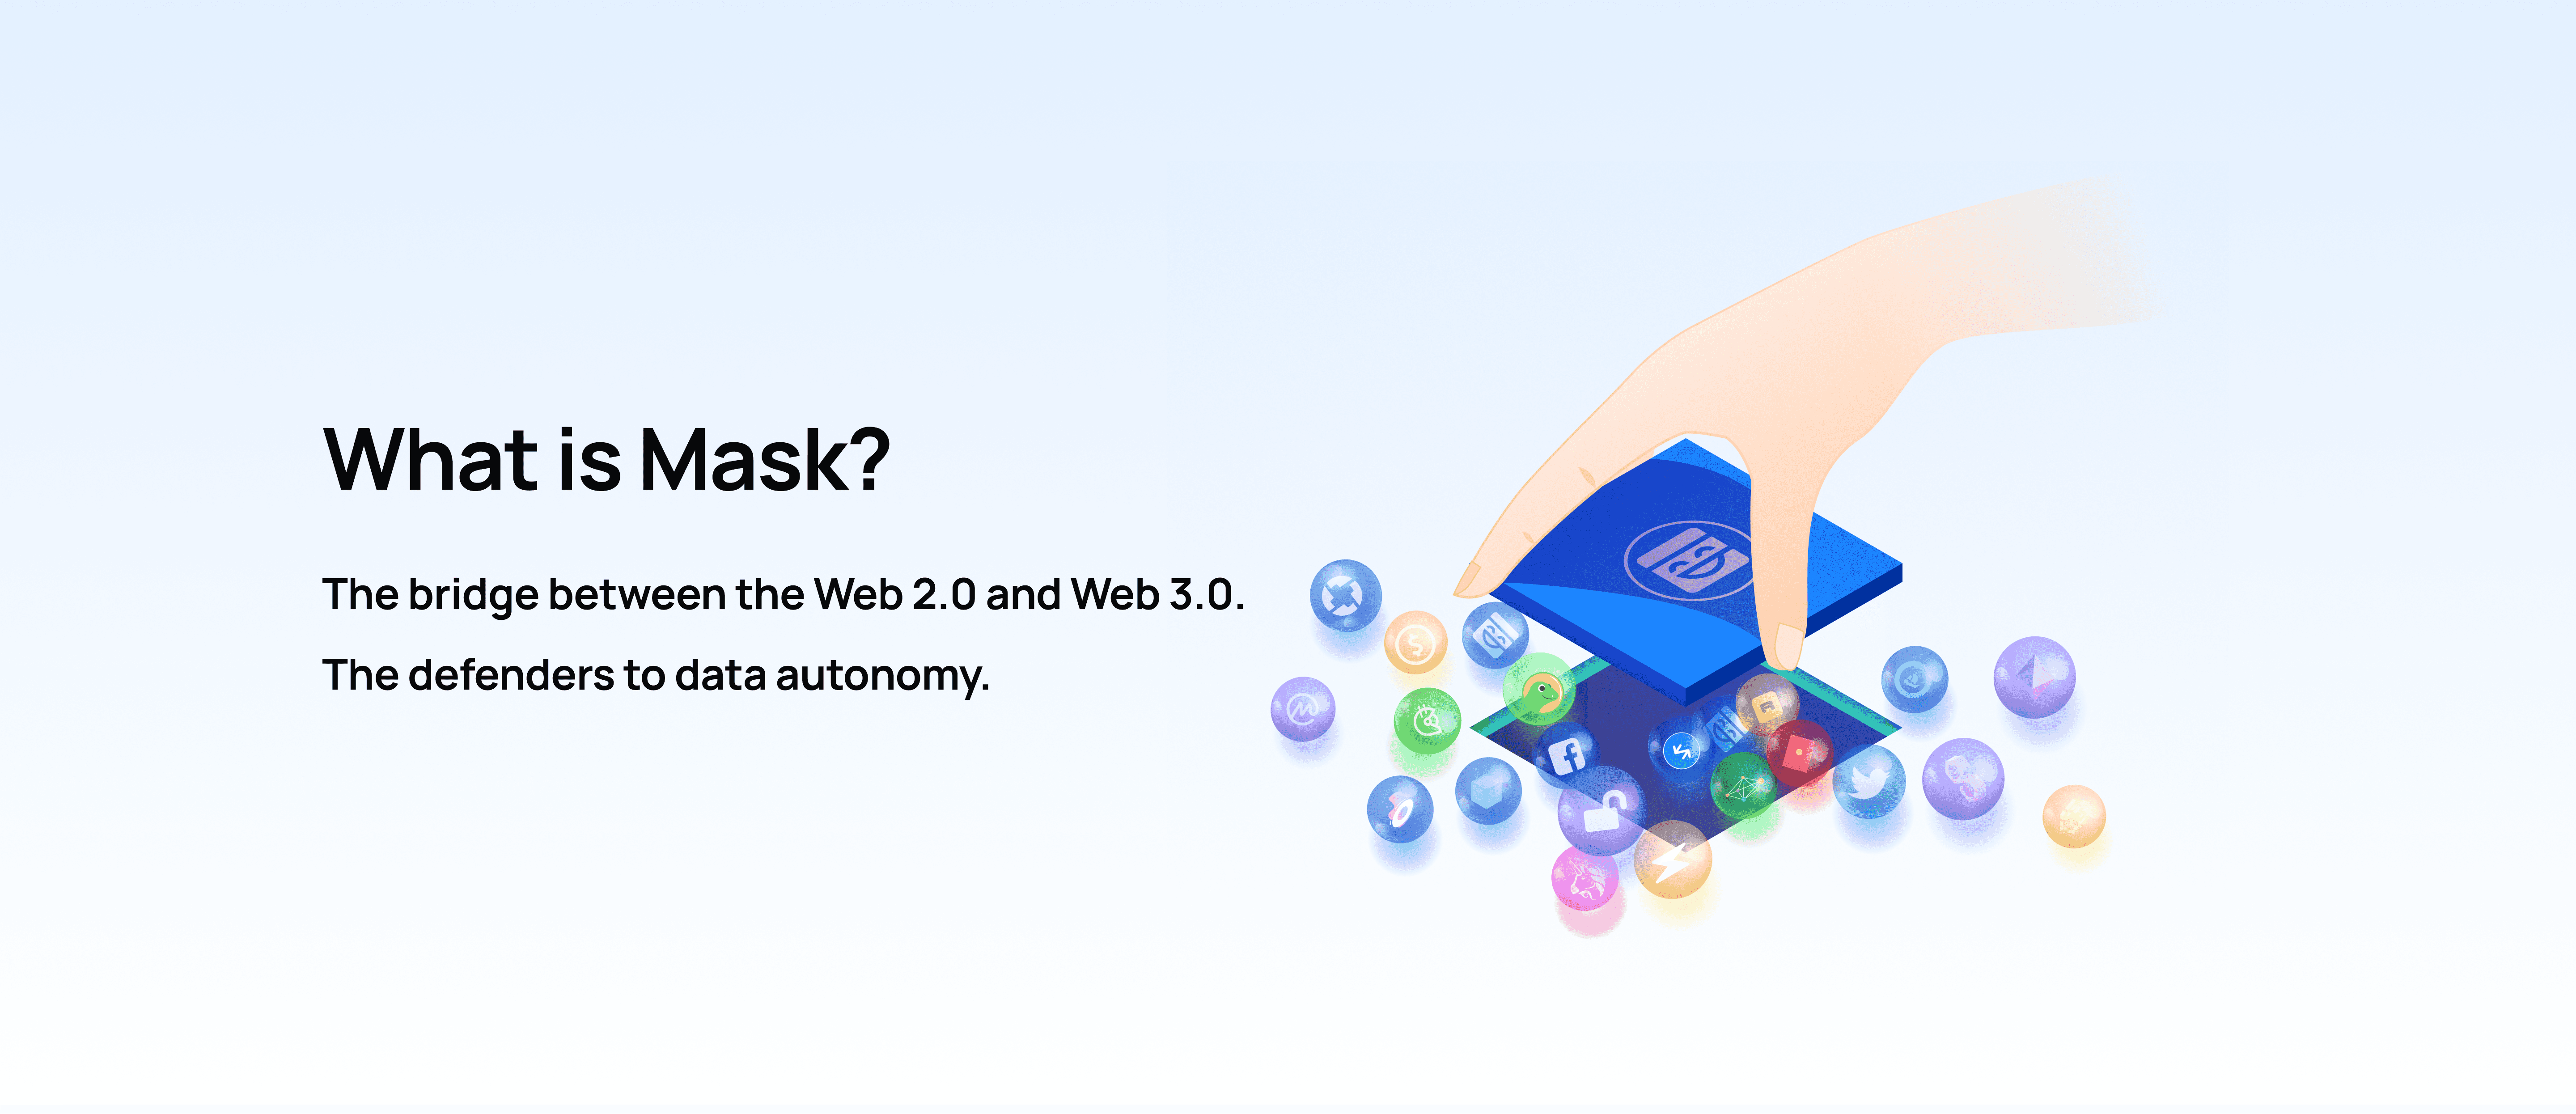 What is Mask?
The bridge between the Web 2.0 and Web 3.0.
The defenders to data autonomy.